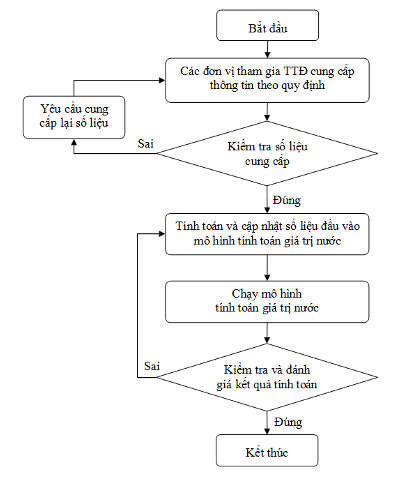 Bắt đầu
Các đơn vị tham gia TTĐ cung cấp
thông tin theo quy định
Yêu cầu cung
cấp lại số liệu
Sai
Kiểm tra số liệu
cung cấp
Đúng
Tính toán và cập nhật số liệu đầu vào
mô hình tính toán giá trị nước
Chạy mô hình
tính toán giá trị nước
Sai
Kiểm tra và đánh
giá kết quả tính toán
Đúng
Kết thúc